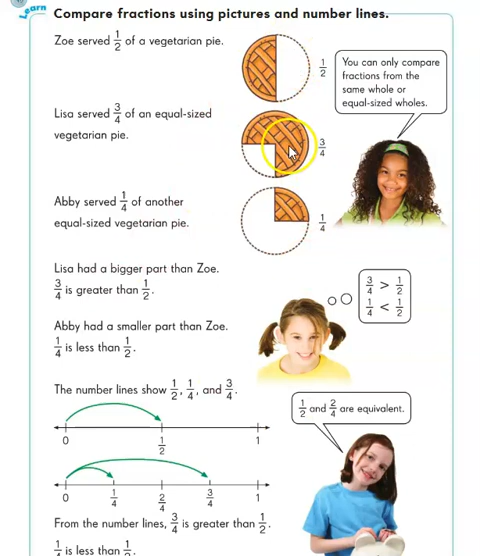 Learn
Compare fractions using pictures and number lines.
Zoe served 1/2 of a vegetarian pie.
1/2
You can only compare
fractions from the
same whole or
equal-sized wholes.
Lisa served 3/4 of an equal-sized
vegetarian pie.
3/4
Abby served 1/4 of another
equal-sized vegetarian pie.
1/4
Lisa had a bigger part than Zoe.
3/4 is greater than 1/2.
3/4 > 1/2
1/4 < 1/2
Abby had a smaller part than Zoe.
1/4 is less than 1/2.
The number lines show 1/2, 1/4, and 3/4.
1/2 and 2/4 are equivalent.
0 1/2 1
0 1/4 2/4 3/4 1
From the number lines, 3/4 is greater than 1/2.
1/4 is less than 1/2.